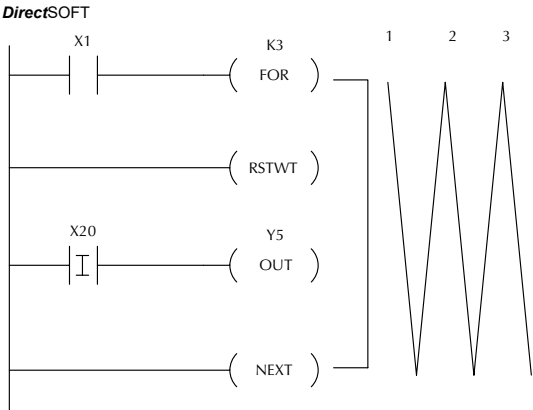 DirectSOFT
X1
K3
FOR
1 2 3
RSTWT
X20
Y5
OUT
NEXT